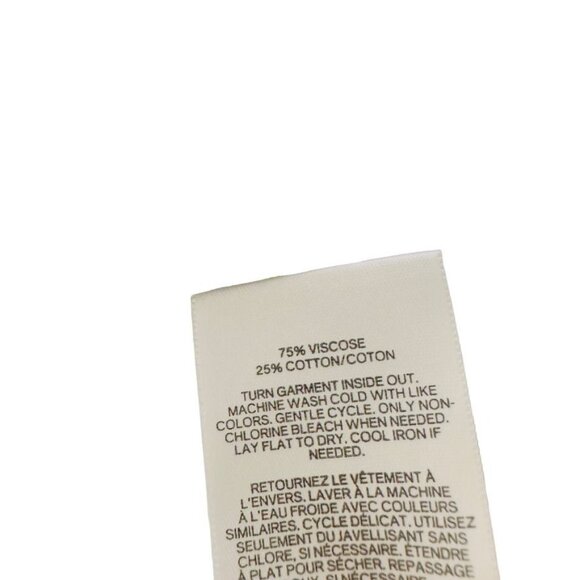 75% VISCOSE
25% COTTON/COTON
TURN GARMENT INSIDE OUT.
MACHINE WASH COLD WITH LIKE
COLORS. GENTLE CYCLE. ONLY NON-
CHLORINE BLEACH WHEN NEEDED.
LAY FLAT TO DRY. COOL IRON IF
NEEDED.
RETOURNEZ LE VÊTEMENT À
L'ENVERS. LAVER À LA MACHINE
À L'EAU FROIDE AVEC COULEURS
SIMILAIRES. CYCLE DÉLICAT. UTILISEZ
SEULEMENT DU JAVELLISANT SANS
CHLORE, SI NÉCESSAIRE. ÉTENDRE
À PLAT POUR SÉCHER. REPASSAGE
SI NÉCESSAIRE.